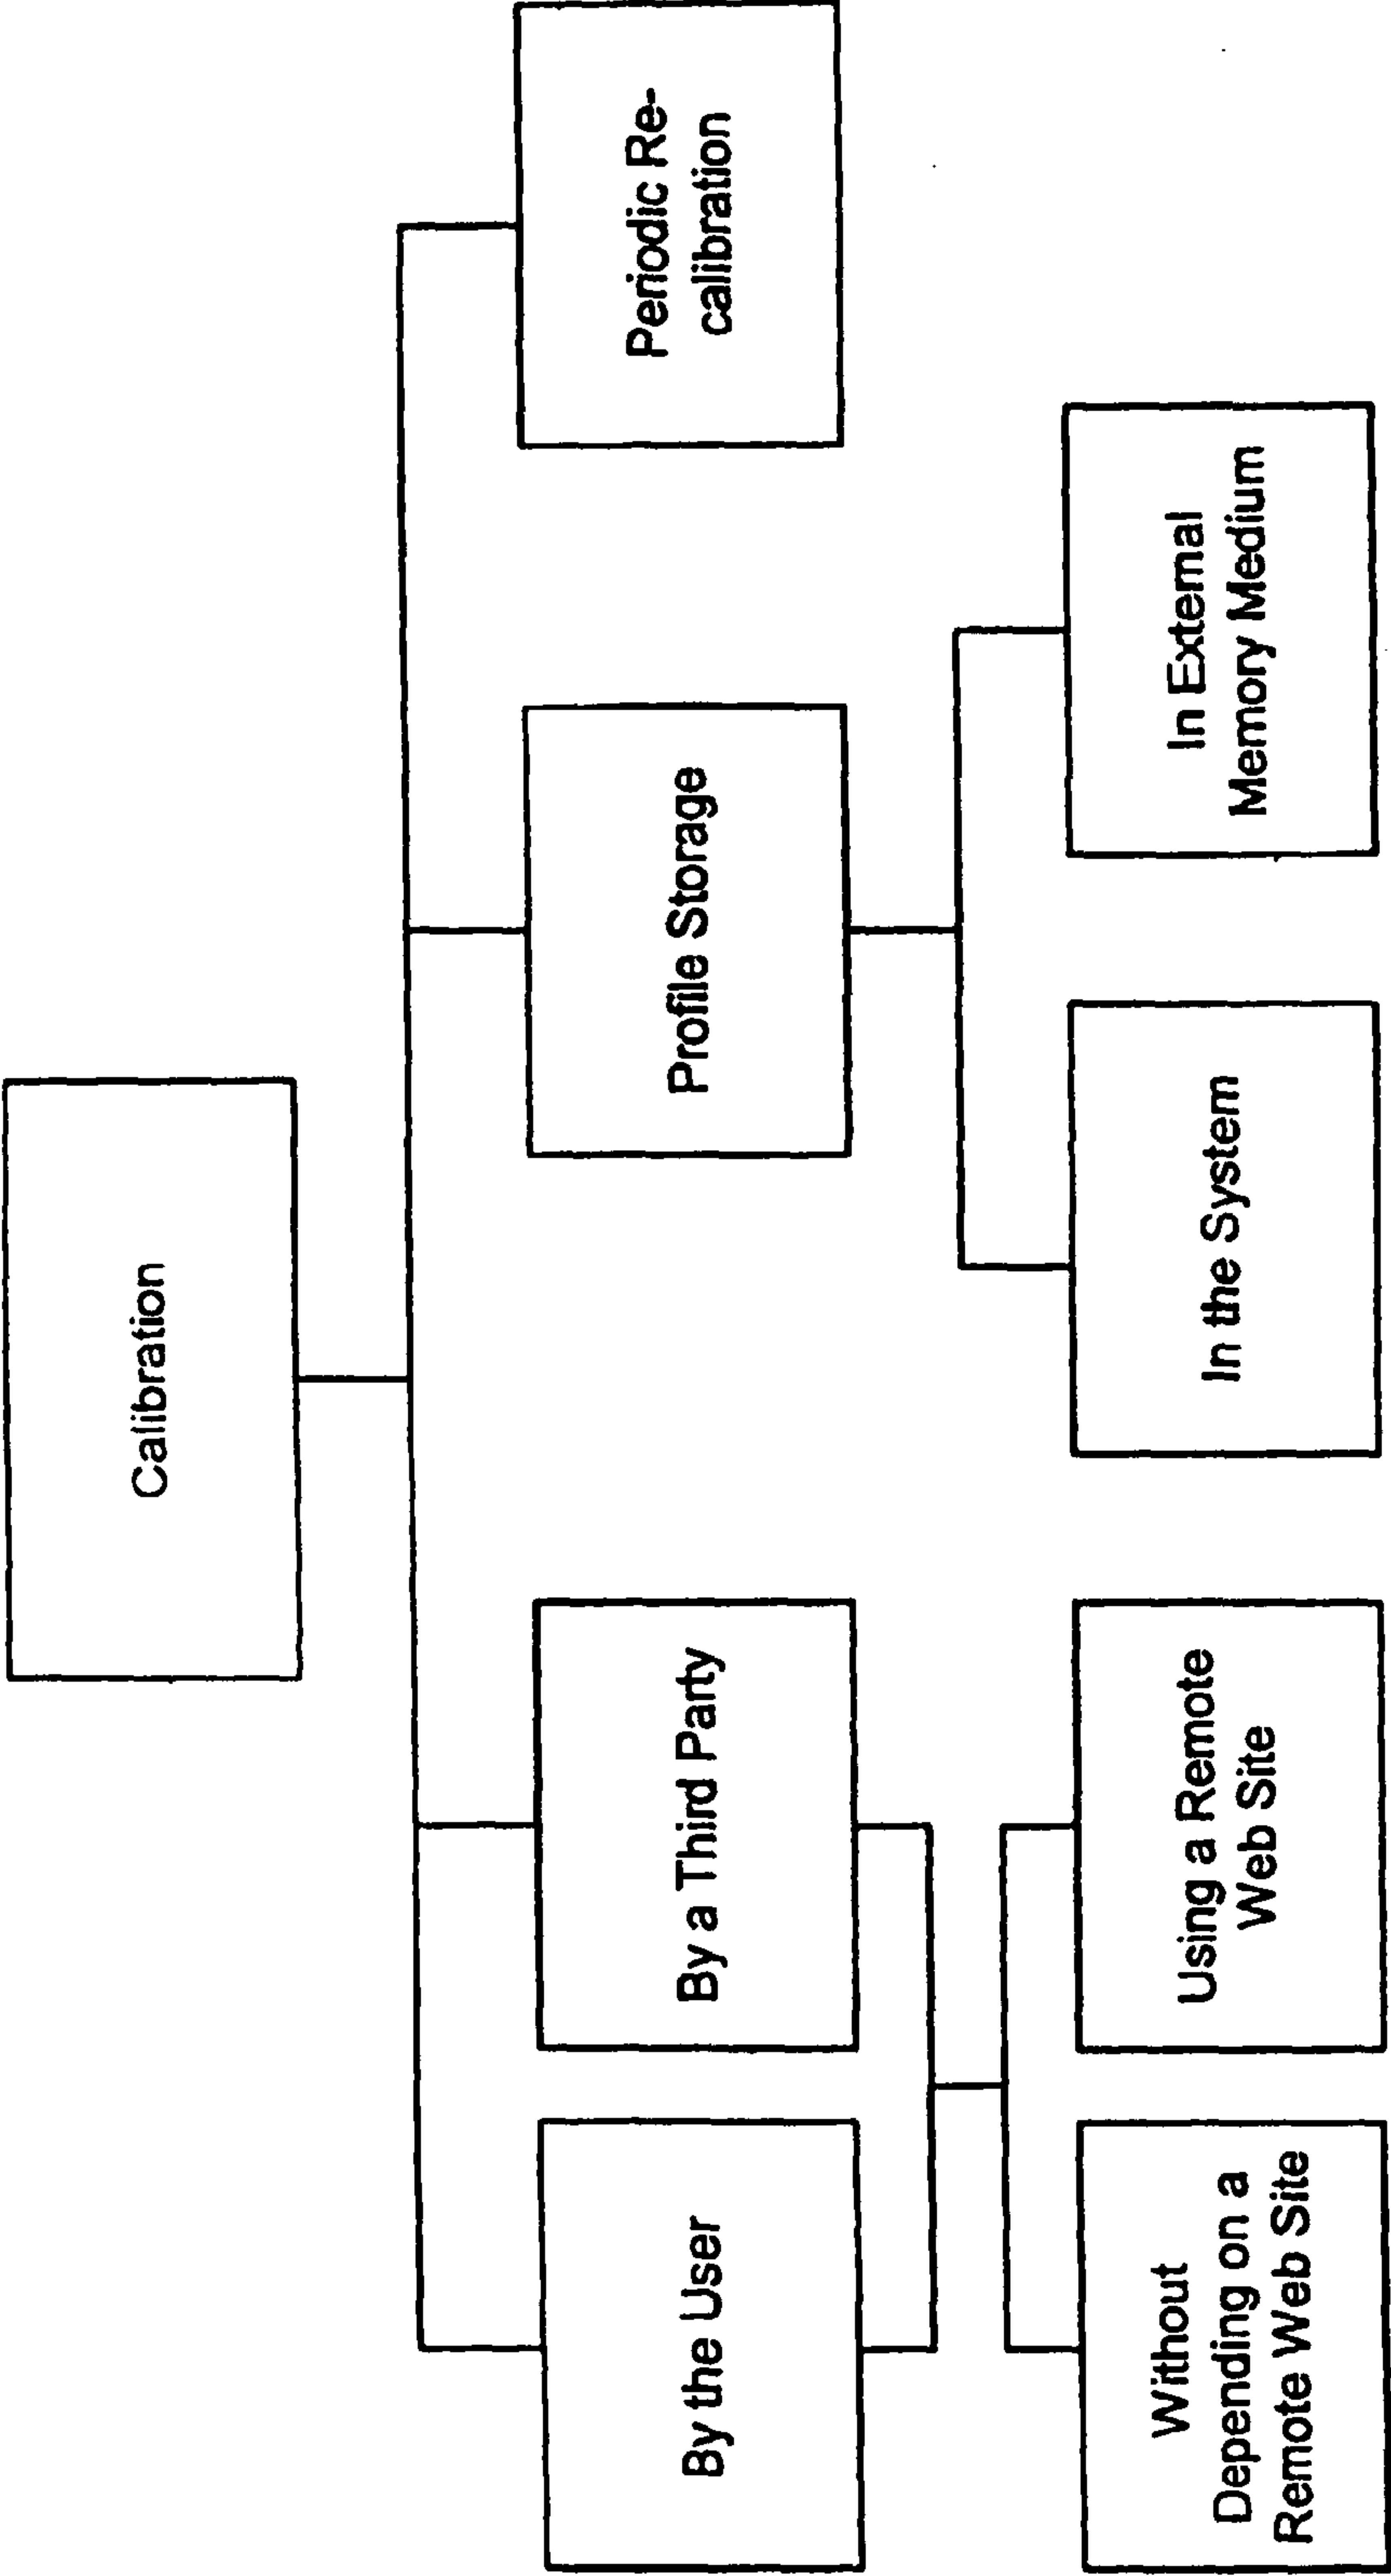 Calibration
By the User
By a Third Party
Profile Storage
Periodic Re-
calibration
Without
Depending on a
Remote Web Site
Using a Remote
Web Site
In the System
In External
Memory Medium